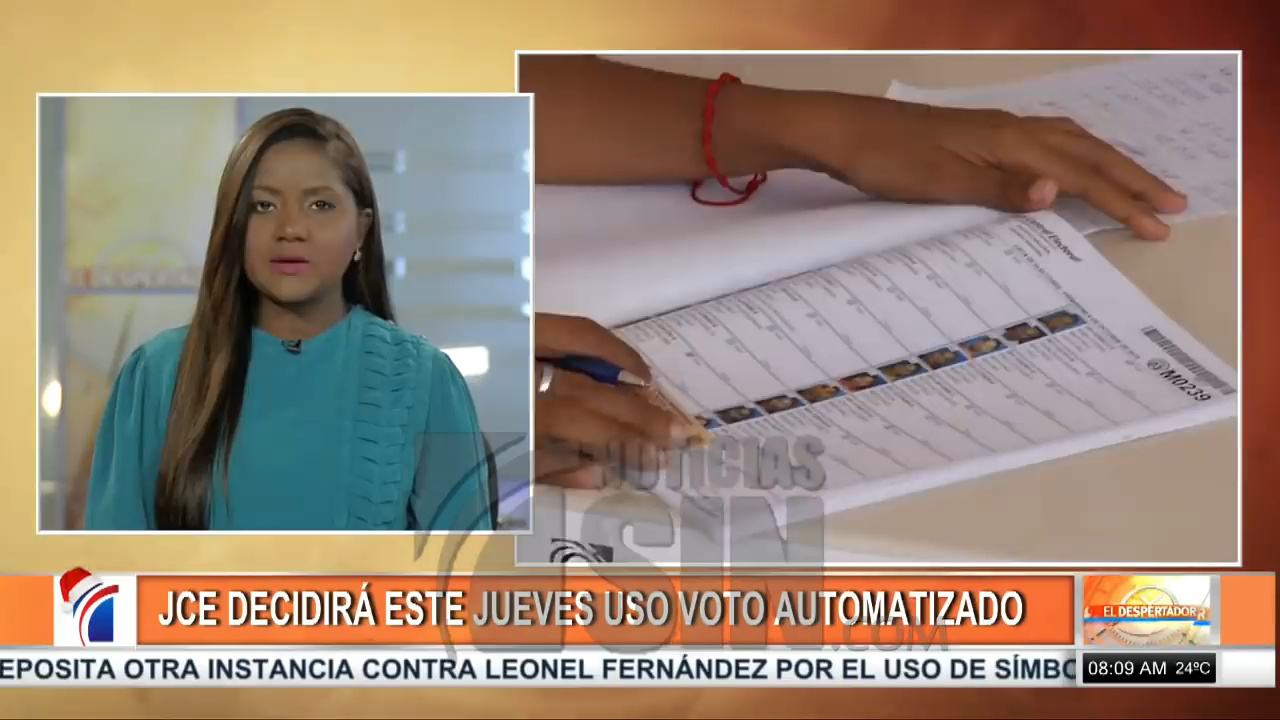 M0239
NOTICIAS
SIN
.COM
JCE DECIDIRÁ ESTE JUEVES USO VOTO AUTOMATIZADO
EL DESPERTADOR
EPOSITA OTRA INSTANCIA CONTRA LEONEL FERNÁNDEZ POR EL USO DE SÍMBO
08:09 AM 24ºC